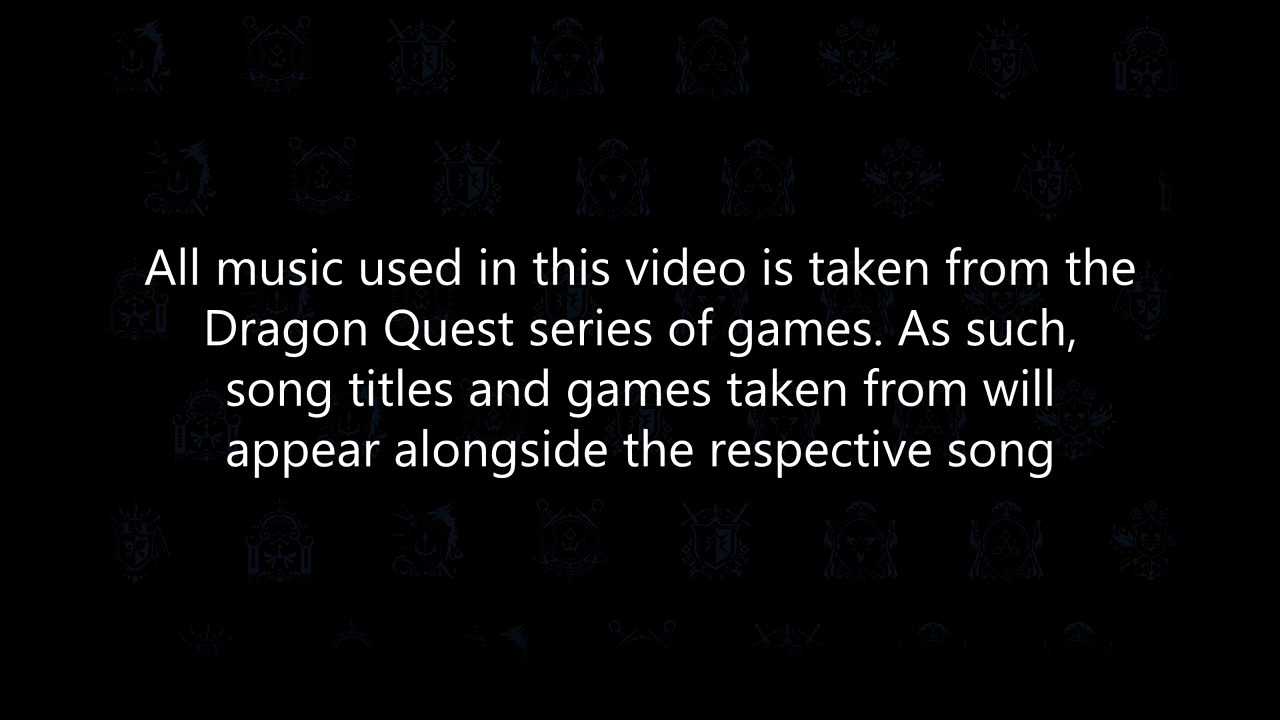 All music used in this video is taken from the
Dragon Quest series of games. As such,
song titles and games taken from will
appear alongside the respective song